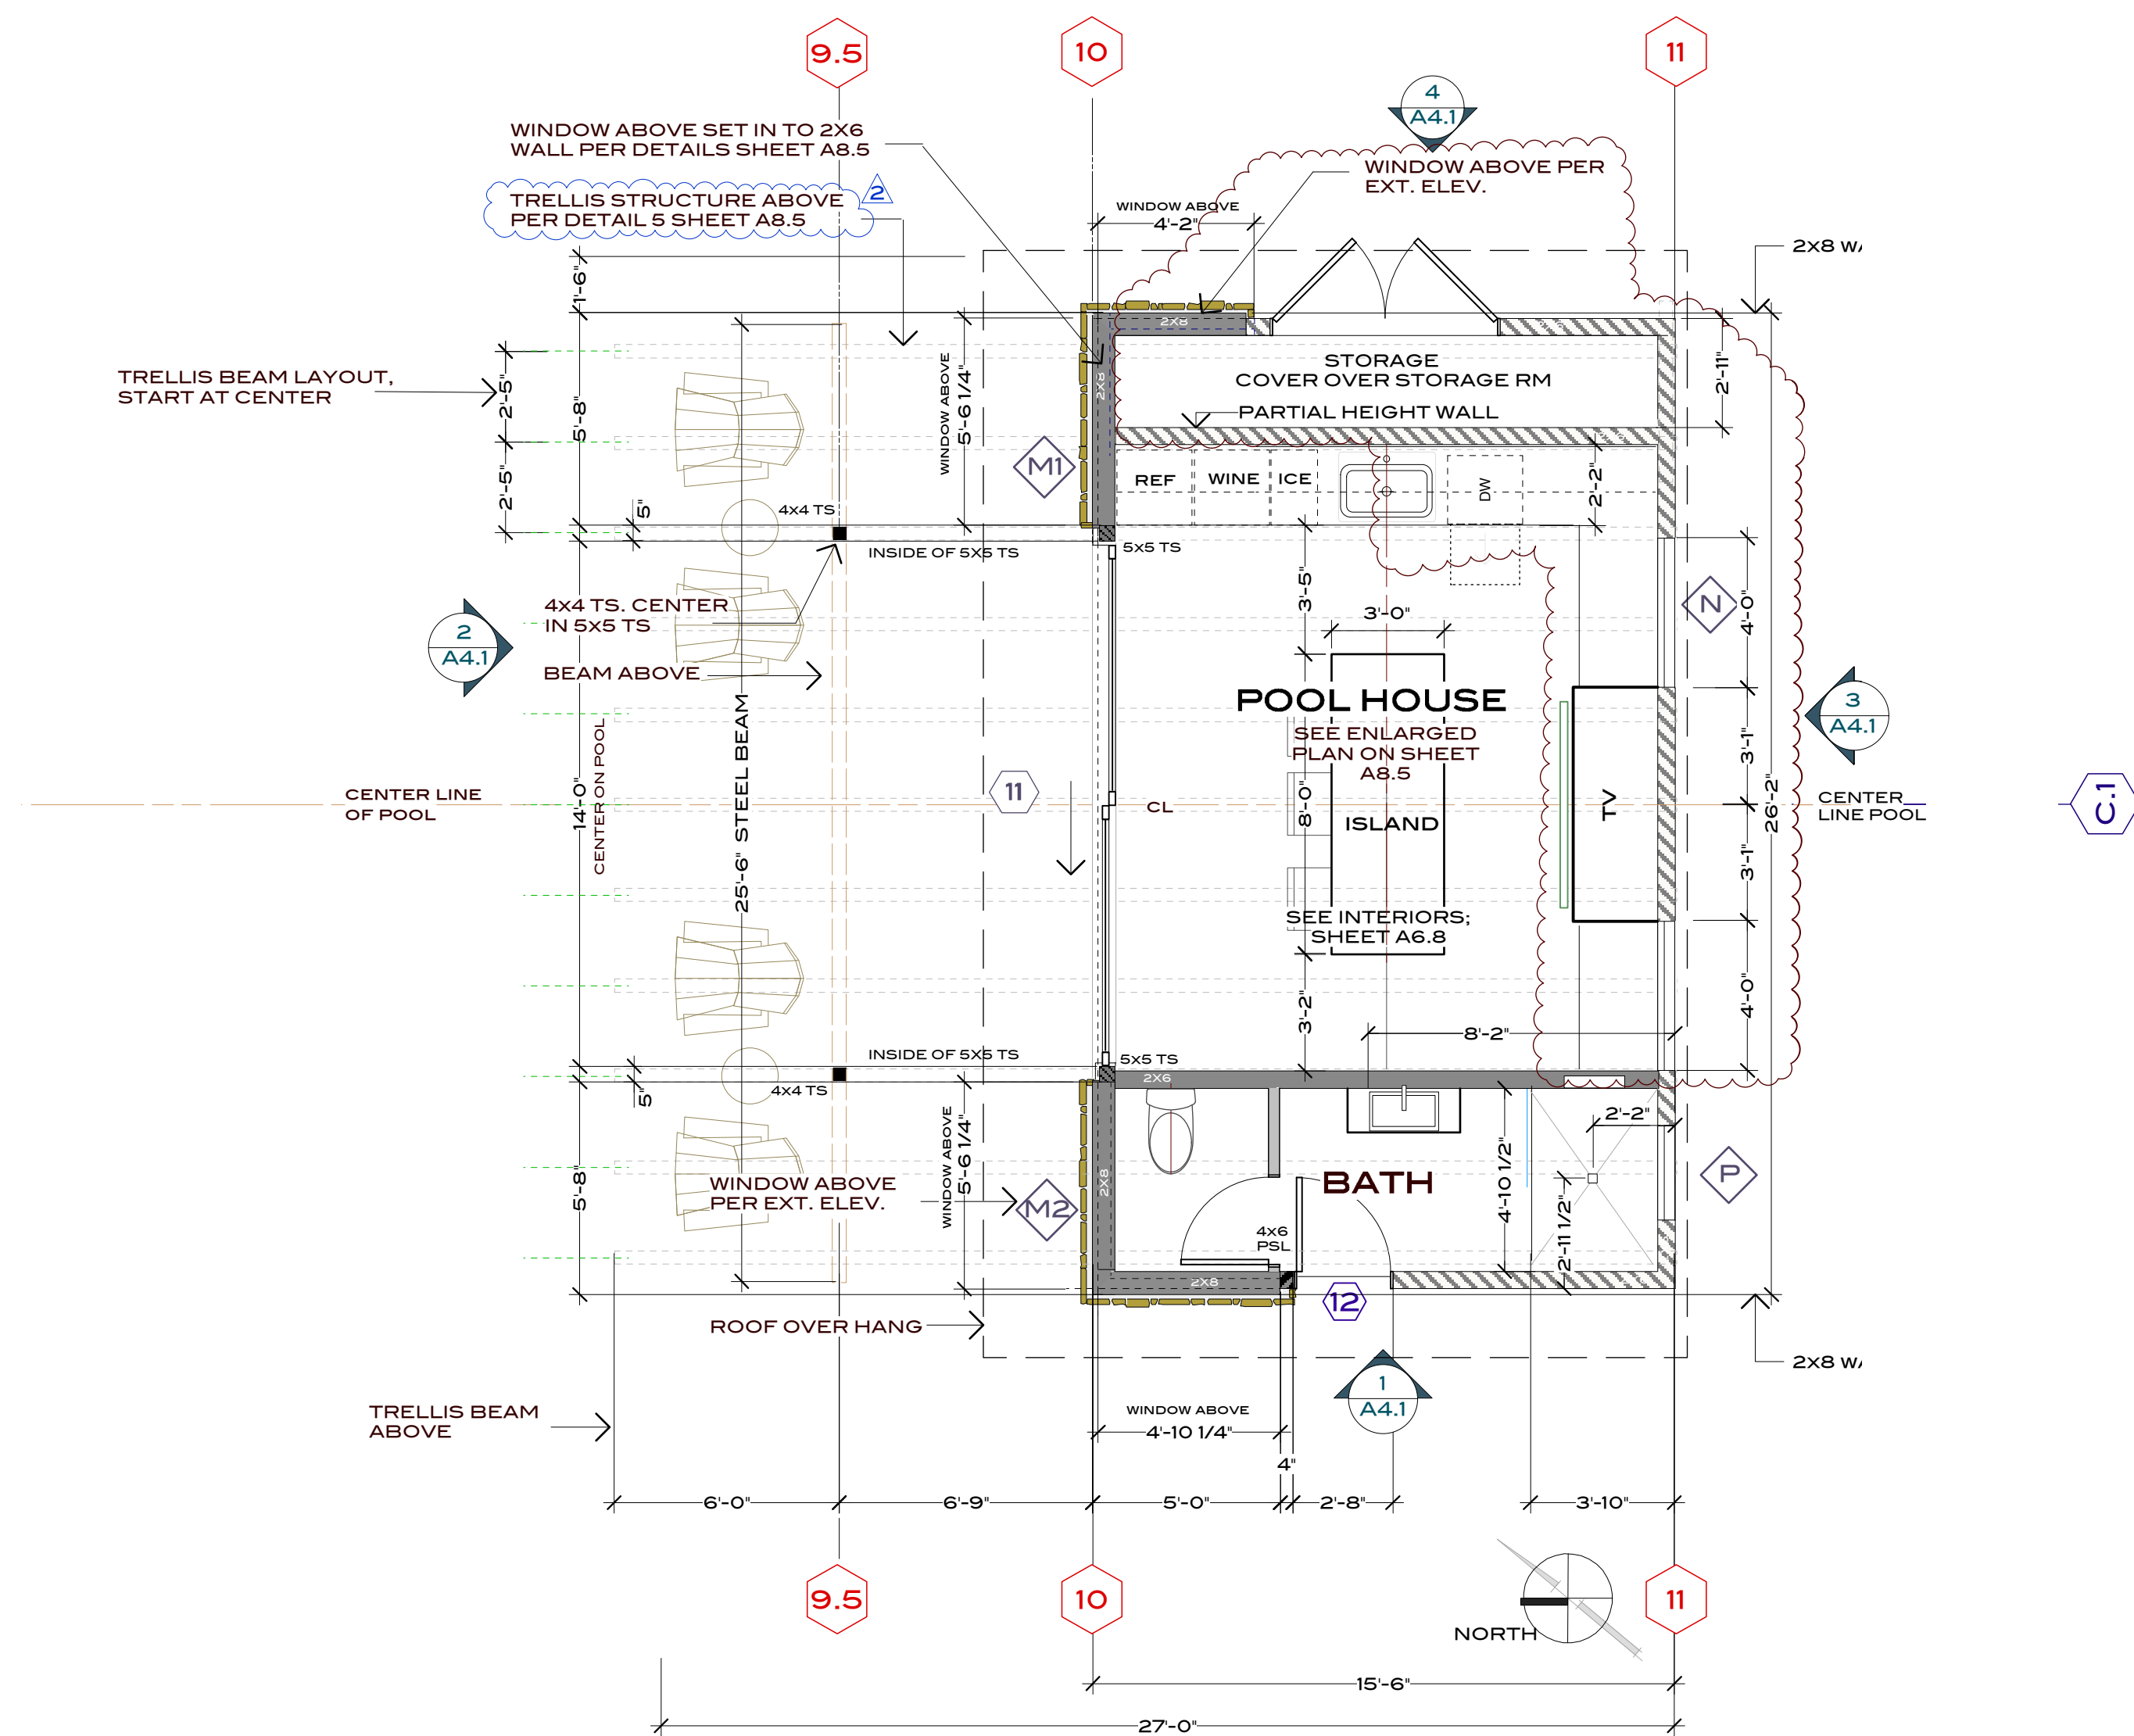 9.5
10
11
4
A4.1
WINDOW ABOVE SET IN TO 2X6
WALL PER DETAILS SHEET A8.5
WINDOW ABOVE PER
EXT. ELEV.
TRELLIS STRUCTURE ABOVE
PER DETAIL 5 SHEET A8.5
2
WINDOW ABOVE
4'-2"
2X8 W
1'-6"
2X8
STORAGE
COVER OVER STORAGE RM
PARTIAL HEIGHT WALL
2'-11"
TRELLIS BEAM LAYOUT,
START AT CENTER
2'-5"
2'-5"
5'-8"
WINDOW ABOVE
5'-6 1/4"
2X8
M1
REF
WINE
ICE
DW
2'-2"
5"
4x4 TS
INSIDE OF 5X5 TS
5x5 TS
4x4 TS. CENTER
IN 5x5 TS
BEAM ABOVE
2
A4.1
3'-5"
3'-0"
N
4'-0"
POOL HOUSE
SEE ENLARGED
PLAN ON SHEET
A8.5
3'-1"
3
A4.1
CENTER LINE
OF POOL
14'-0"
CENTER ON POOL
25'-6" STEEL BEAM
11
CL
8'-0"
ISLAND
TV
26'-2"
CENTER
LINE POOL
C.1
3'-1"
SEE INTERIORS;
SHEET A6.8
3'-2"
8'-2"
4'-0"
INSIDE OF 5X5 TS
5x5 TS
2X6
5"
4x4 TS
2'-2"
WINDOW ABOVE
5'-6 1/4"
2X8
4'-10 1/2"
5'-8"
WINDOW ABOVE
PER EXT. ELEV.
M2
BATH
P
4x6
PSL
2'-11 1/2"
2X8
12
ROOF OVER HANG
2X8 W
1
A4.1
TRELLIS BEAM
ABOVE
WINDOW ABOVE
4'-10 1/4"
4"
6'-0"
6'-9"
5'-0"
2'-8"
3'-10"
9.5
10
11
NORTH
15'-6"
27'-0"